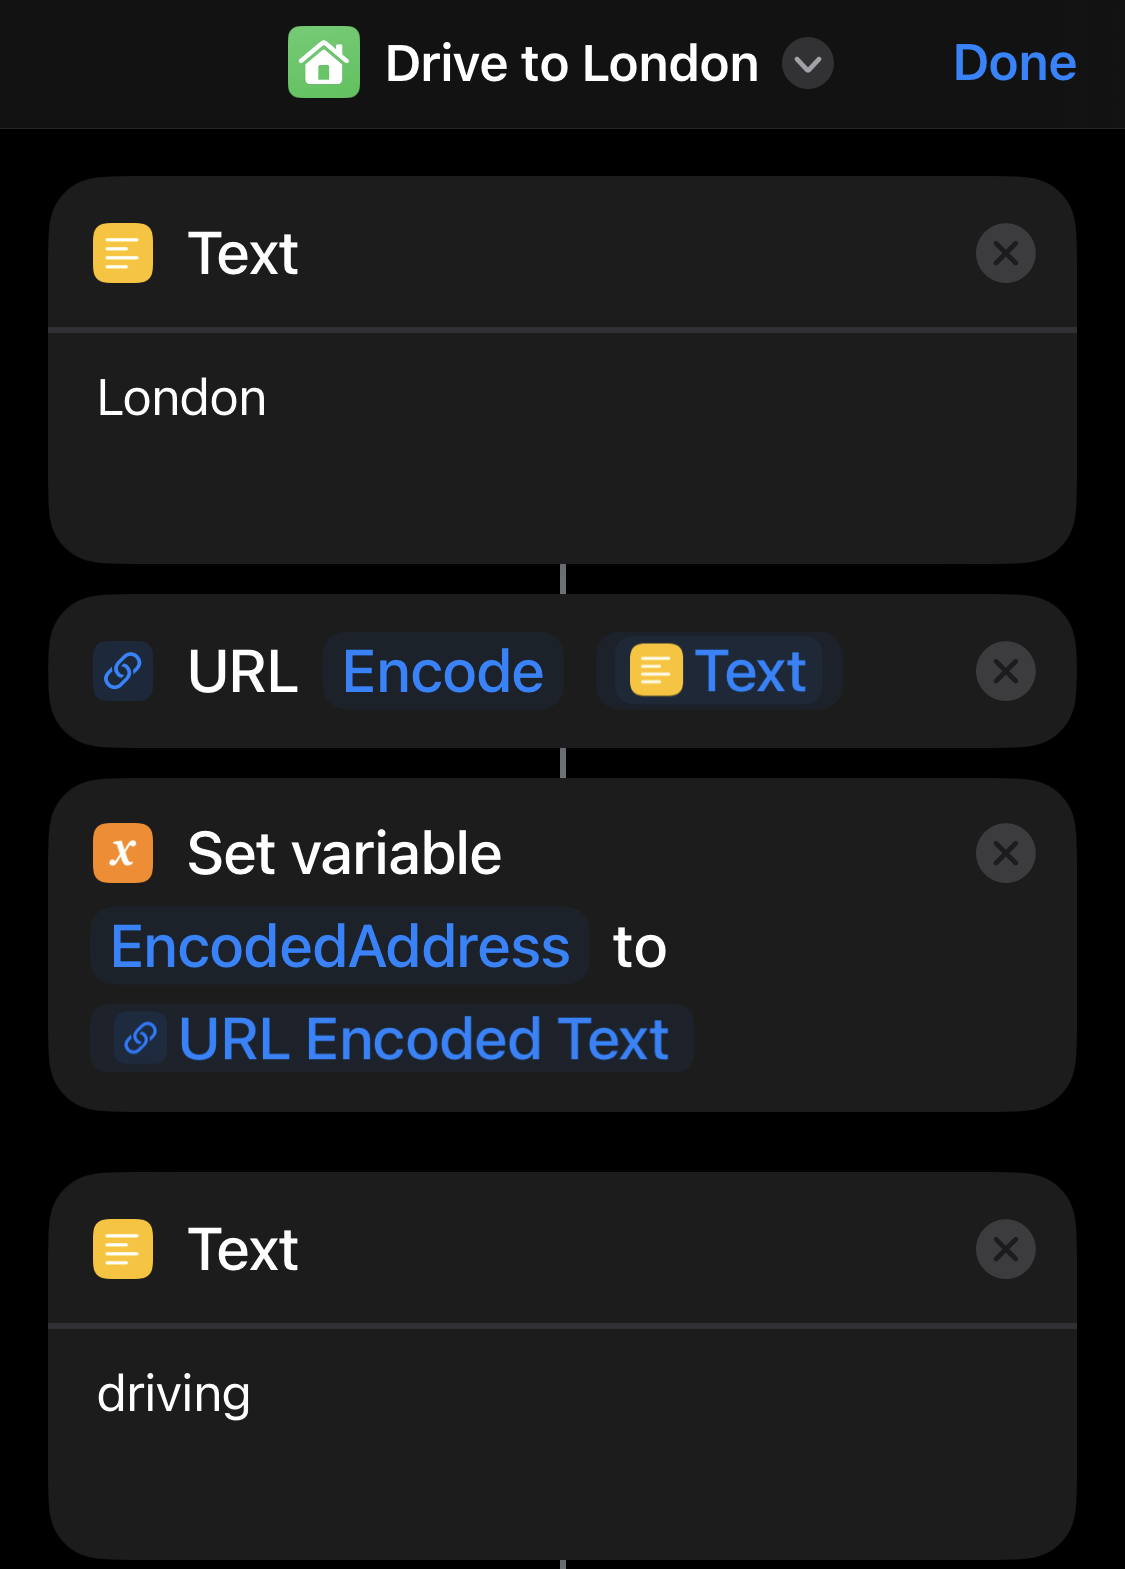 Drive to London
Done
Text
London
URL Encode Text
Set variable
EncodedAddress to
URL Encoded Text
Text
driving